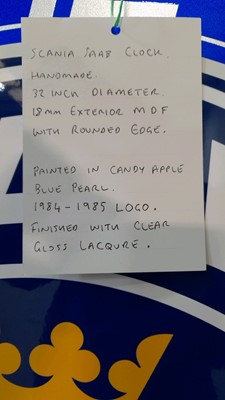 SCANIA SAAB CLOCK.
HANDMADE.
32 INCH DIAMETER.
18MM EXTERIOR MDF
WITH ROUNDED EDGE.
PAINTED IN CANDY APPLE
BLUE PEARL.
1984-1985 LOGO.
FINISHED WITH CLEAR
GLOSS LACQURE.